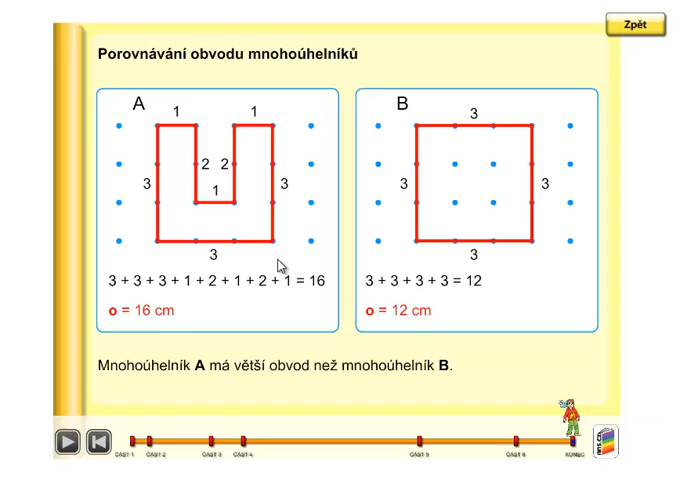 Zpět
Porovnávání obvodu mnohoúhelníků
A
1
1
2
2
1
3
3
3
3 + 3 + 3 + 1 + 2 + 1 + 2 + 1 = 16
o = 16 cm
B
3
3
3
3
3 + 3 + 3 + 3 = 12
o = 12 cm
Mnohoúhelník A má větší obvod než mnohoúhelník B.
ČÁST 1
ČÁST 2
ČÁST 3
ČÁST 4
ČÁST 5
ČÁST 6
KONEC